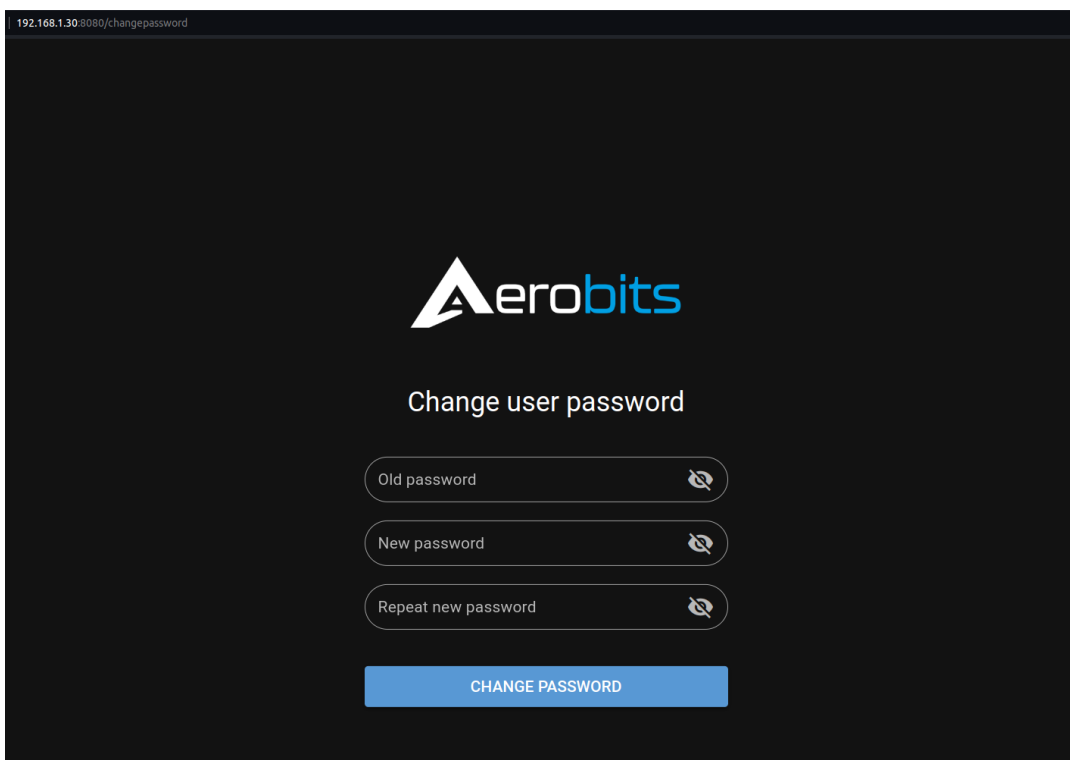 192.168.1.30:8080/changepassword
Aerobits
Change user password
Old password
New password
Repeat new password
CHANGE PASSWORD